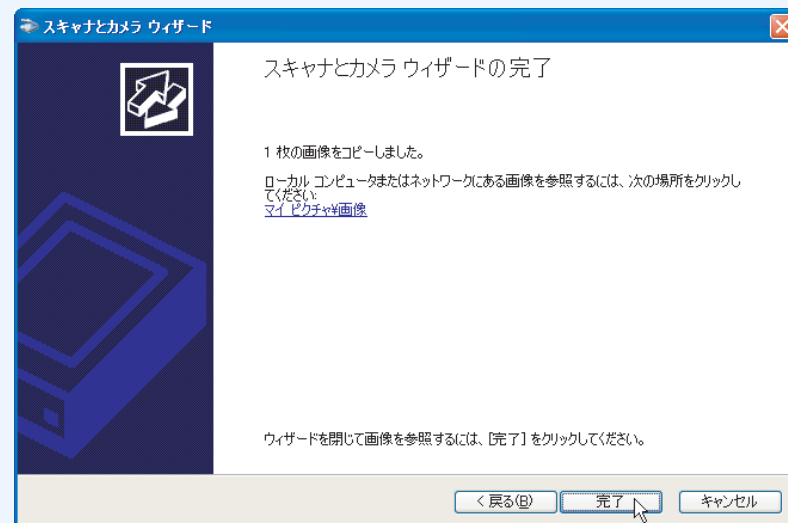 スキャナとカメラ ウィザード
スキャナとカメラ ウィザードの完了
1 枚の画像をコピーしました。
ローカル コンピュータまたはネットワークにある画像を参照するには、次の場所をクリックし
てください:
マイ ピクチャ¥画像
ウィザードを閉じて画像を参照するには、[完了] をクリックしてください。
< 戻る(B) 完了 キャンセル